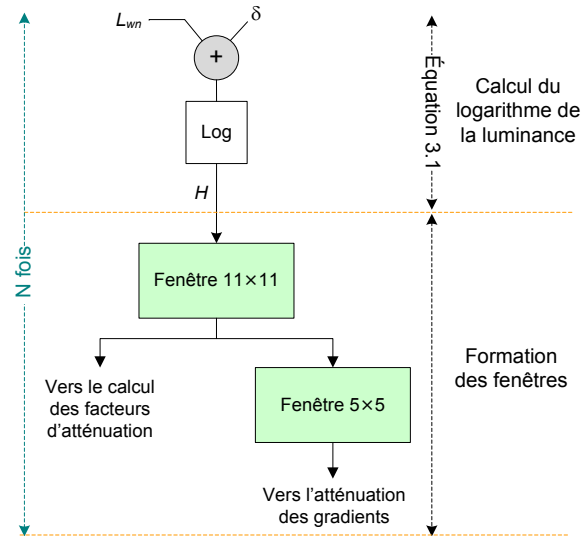 Lwn
δ
+
Log
H
Équation 3.1
Calcul du
logarithme de
la luminance
N fois
Fenêtre 11×11
Vers le calcul
des facteurs
d'atténuation
Fenêtre 5×5
Formation
des fenêtres
Vers l'atténuation
des gradients